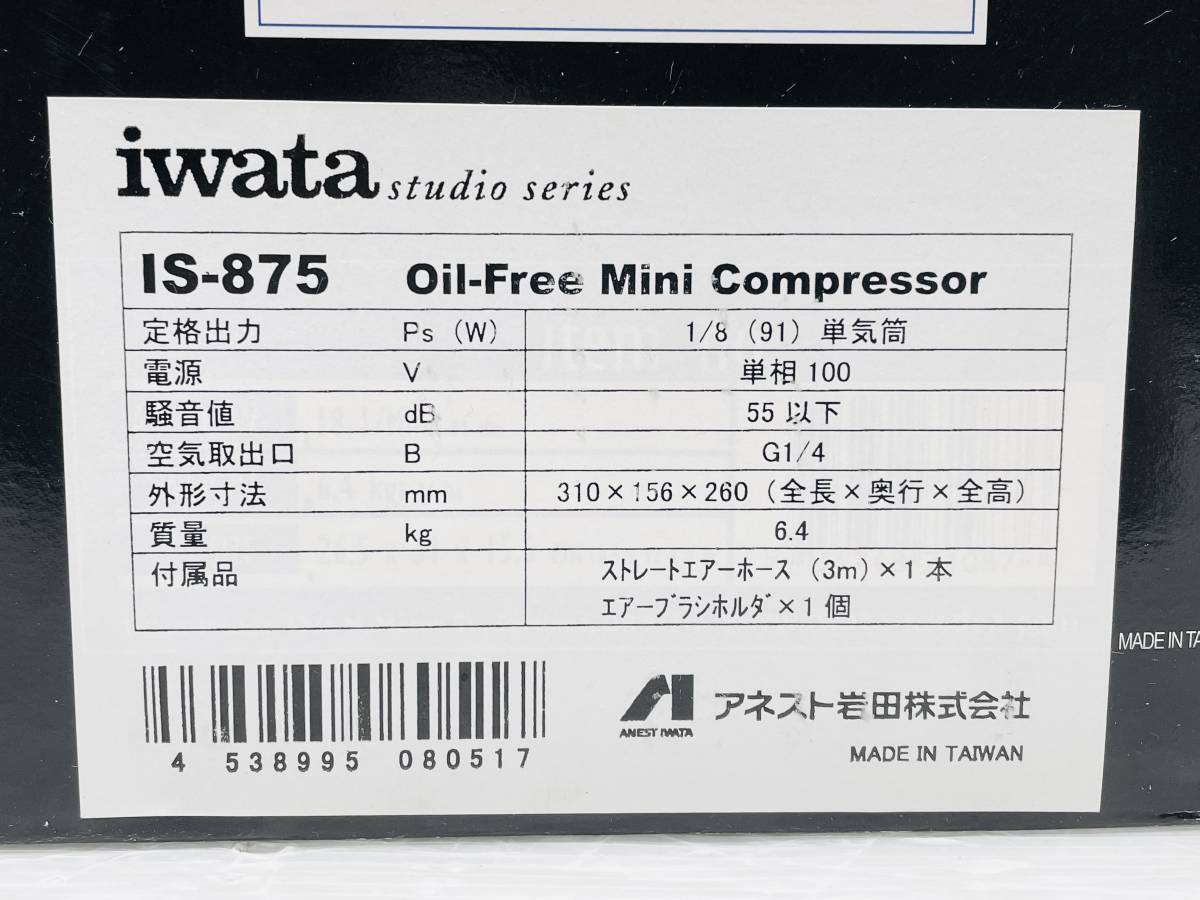 iwata studio series
IS-875 Oil-Free Mini Compressor
定格出力 Ps (W) 1/8 (91) 単気筒
電源 V 単相100
騒音値 dB 55以下
空気取出口 B G1/4
外形寸法 mm 310×156×260 (全長×奥行×全高)
質量 kg 6.4
付属品 ストレートエアーホース (3m)×1本
エアーブラシホルダ×1個
4 538995 080517
ANEST IWATA アネスト岩田株式会社
MADE IN TAIWAN
MADE IN TA